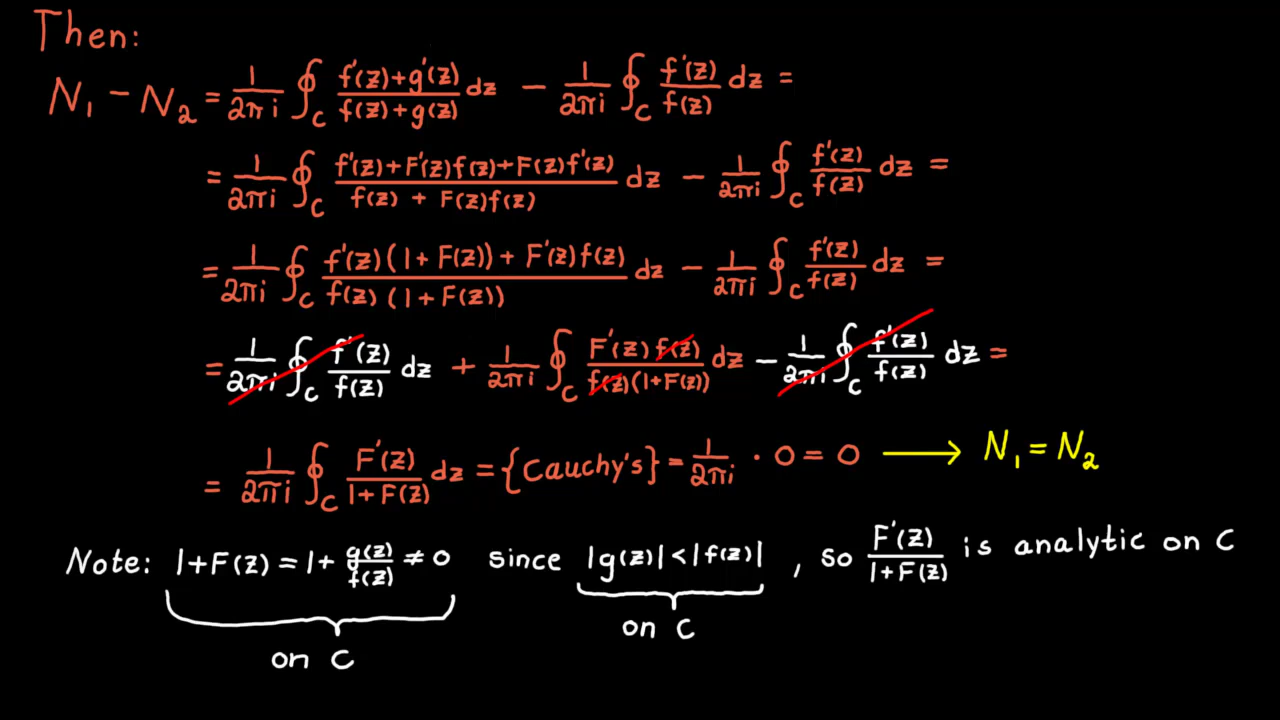 Then:
N₁ - N₂ = 1/(2πi) ∮_C (f'(z)+g'(z))/(f(z)+g(z)) dz - 1/(2πi) ∮_C f'(z)/f(z) dz =
= 1/(2πi) ∮_C (f'(z)+F'(z)f(z)+F(z)f'(z))/(f(z) + F(z)f(z)) dz - 1/(2πi) ∮_C f'(z)/f(z) dz =
= 1/(2πi) ∮_C (f'(z)(1+F(z))+F'(z)f(z))/(f(z)(1+F(z))) dz - 1/(2πi) ∮_C f'(z)/f(z) dz =
= 1/(2πi) ∮_C f'(z)/f(z) dz + 1/(2πi) ∮_C (F'(z)f(z))/(f(z)(1+F(z))) dz - 1/(2πi) ∮_C f'(z)/f(z) dz =
= 1/(2πi) ∮_C F'(z)/(1+F(z)) dz = {Cauchy's} = 1/(2πi) · 0 = 0 ⟶ N₁ = N₂
Note: 1+F(z) = 1+ g(z)/f(z) ≠ 0 since |g(z)|<|f(z)| , so F'(z)/(1+F(z)) is analytic on C
on C
on C